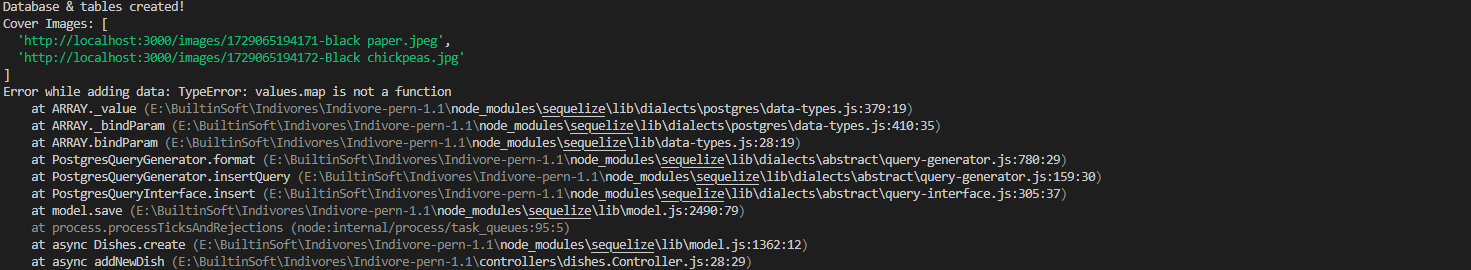 Database & tables created!
Cover Images: [
  'http://localhost:3000/images/1729065194171-black paper.jpeg',
  'http://localhost:3000/images/1729065194172-Black chickpeas.jpg'
]
Error while adding data: TypeError: values.map is not a function
    at ARRAY._value (E:\BuiltinSoft\Indivores\Indivore-pern-1.1\node_modules\sequelize\lib\dialects\postgres\data-types.js:379:19)
    at ARRAY._bindParam (E:\BuiltinSoft\Indivores\Indivore-pern-1.1\node_modules\sequelize\lib\dialects\postgres\data-types.js:410:35)
    at ARRAY.bindParam (E:\BuiltinSoft\Indivores\Indivore-pern-1.1\node_modules\sequelize\lib\data-types.js:28:19)
    at PostgresQueryGenerator.format (E:\BuiltinSoft\Indivores\Indivore-pern-1.1\node_modules\sequelize\lib\dialects\abstract\query-generator.js:780:29)
    at PostgresQueryGenerator.insertQuery (E:\BuiltinSoft\Indivores\Indivore-pern-1.1\node_modules\sequelize\lib\dialects\abstract\query-generator.js:159:30)
    at PostgresQueryInterface.insert (E:\BuiltinSoft\Indivores\Indivore-pern-1.1\node_modules\sequelize\lib\dialects\abstract\query-interface.js:305:37)
    at model.save (E:\BuiltinSoft\Indivores\Indivore-pern-1.1\node_modules\sequelize\lib\model.js:2490:79)
    at process.processTicksAndRejections (node:internal/process/task_queues:95:5)
    at async Dishes.create (E:\BuiltinSoft\Indivores\Indivore-pern-1.1\node_modules\sequelize\lib\model.js:1362:12)
    at async addNewDish (E:\BuiltinSoft\Indivores\Indivore-pern-1.1\controllers\dishes.Controller.js:28:29)